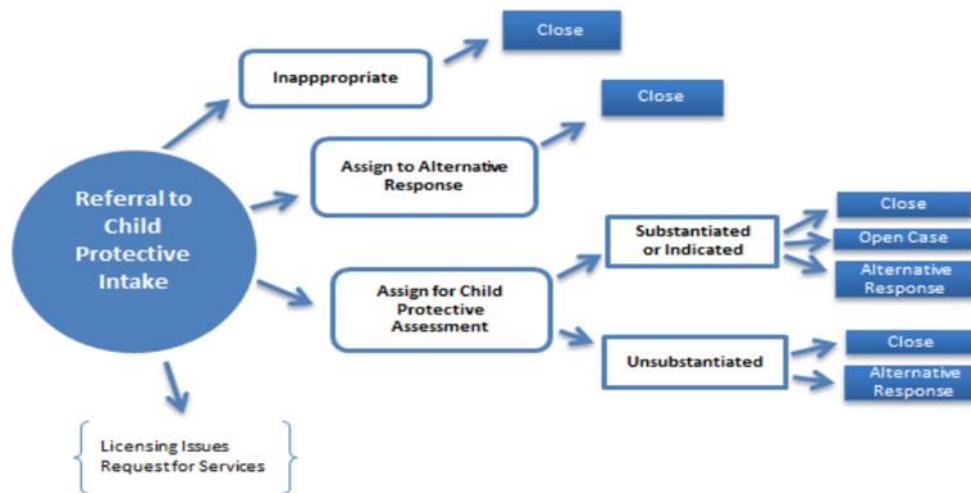 Close
Inapppropriate
Close
Assign to Alternative
Response
Referral to
Child
Protective
Intake
Substantiated
or Indicated
Close
Open Case
Alternative
Response
Assign for Child
Protective
Assessment
Unsubstantiated
Close
Alternative
Response
Licensing Issues
Request for Services